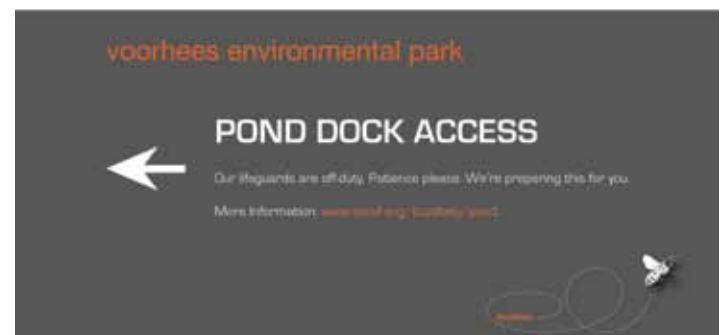 voorhees environmental park
POND DOCK ACCESS
Our lifeguards are off-duty. Patience please. We're preparing this for you.
More Information: